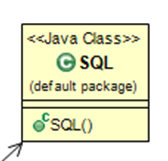 <<Java Class>>
SQL
(default package)
SQL()